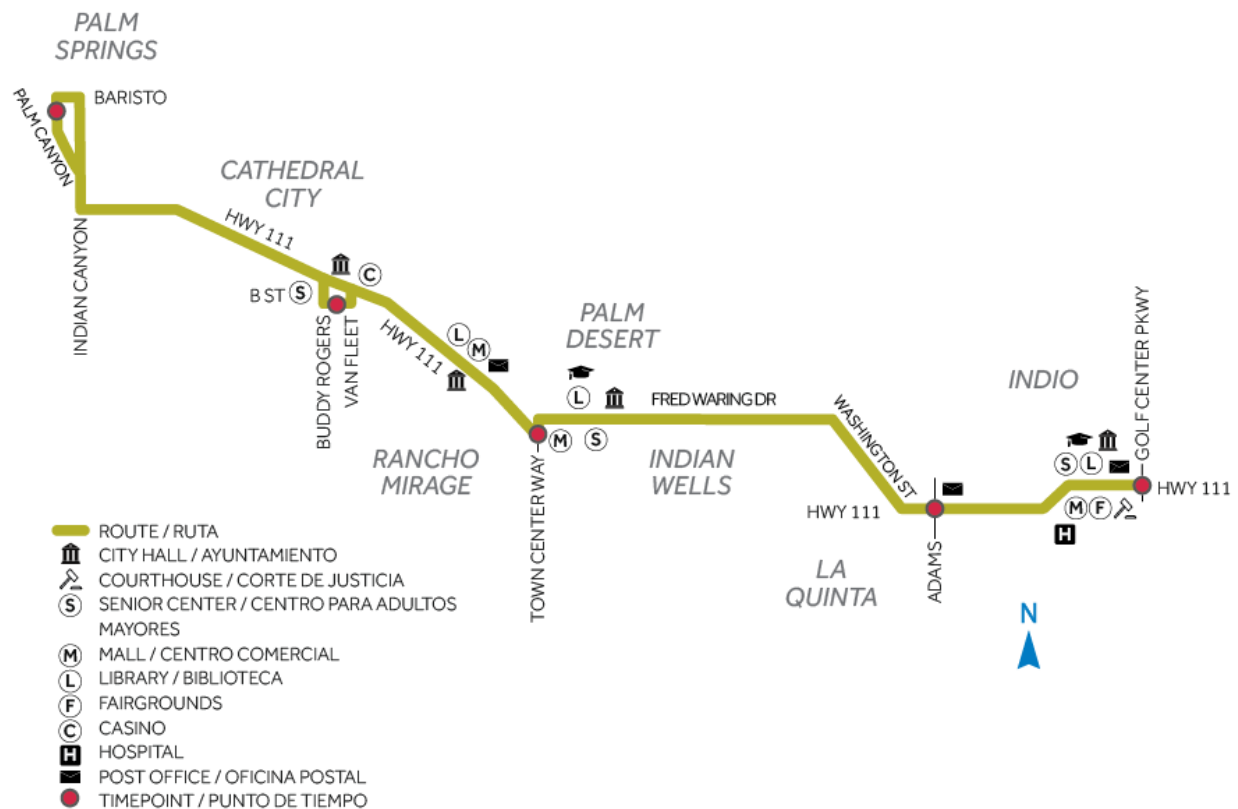 PALM
SPRINGS
BARISTO
PALM CANYON
CATHEDRAL
CITY
INDIAN CANYON
HWY 111
C
B ST
S
BUDDY ROGERS
VAN FLEET
HWY 111
L
M
PALM
DESERT
L
FRED WARING DR
M
S
RANCHO
MIRAGE
TOWN CENTER WAY
INDIAN
WELLS
WASHINGTON ST
INDIO
GOLF CENTER PKWY
S
L
HWY 111
HWY 111
M
F
H
ADAMS
LA
QUINTA
N
ROUTE / RUTA
CITY HALL / AYUNTAMIENTO
COURTHOUSE / CORTE DE JUSTICIA
S SENIOR CENTER / CENTRO PARA ADULTOS
MAYORES
M MALL / CENTRO COMERCIAL
L LIBRARY / BIBLIOTECA
F FAIRGROUNDS
C CASINO
H HOSPITAL
POST OFFICE / OFICINA POSTAL
TIMEPOINT / PUNTO DE TIEMPO